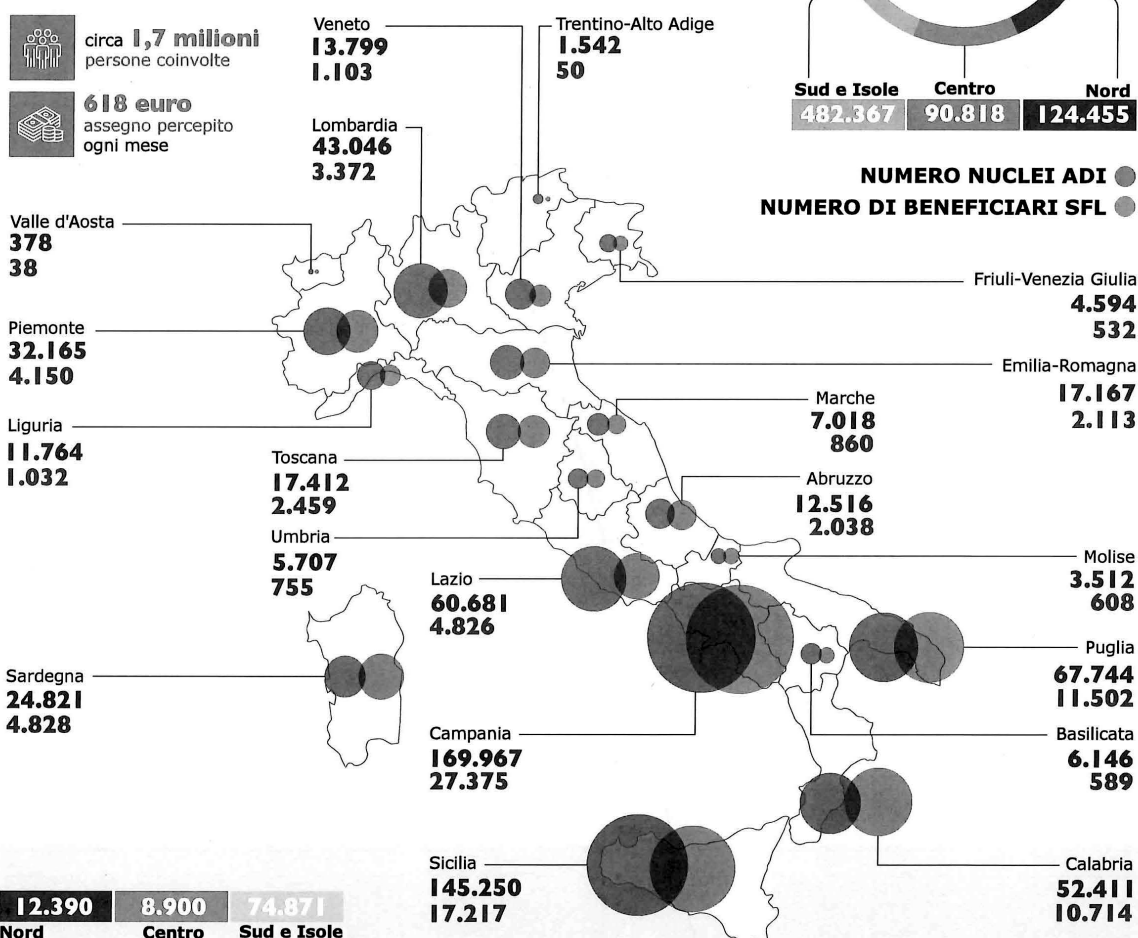 circa 1,7 milioni
persone coinvolte
618 euro
assegno percepito
ogni mese
Veneto
13.799
1.103
Trentino-Alto Adige
1.542
50
Sud e Isole
482.367
Centro
90.818
Nord
124.455
Lombardia
43.046
3.372
NUMERO NUCLEI ADI
NUMERO DI BENEFICIARI SFL
Valle d'Aosta
378
38
Friuli-Venezia Giulia
4.594
532
Piemonte
32.165
4.150
Emilia-Romagna
17.167
2.113
Marche
7.018
860
Liguria
11.764
1.032
Toscana
17.412
2.459
Abruzzo
12.516
2.038
Umbria
5.707
755
Molise
3.512
608
Lazio
60.681
4.826
Puglia
67.744
11.502
Sardegna
24.821
4.828
Campania
169.967
27.375
Basilicata
6.146
589
Sicilia
145.250
17.217
Calabria
52.411
10.714
12.390
Nord
8.900
Centro
74.871
Sud e Isole